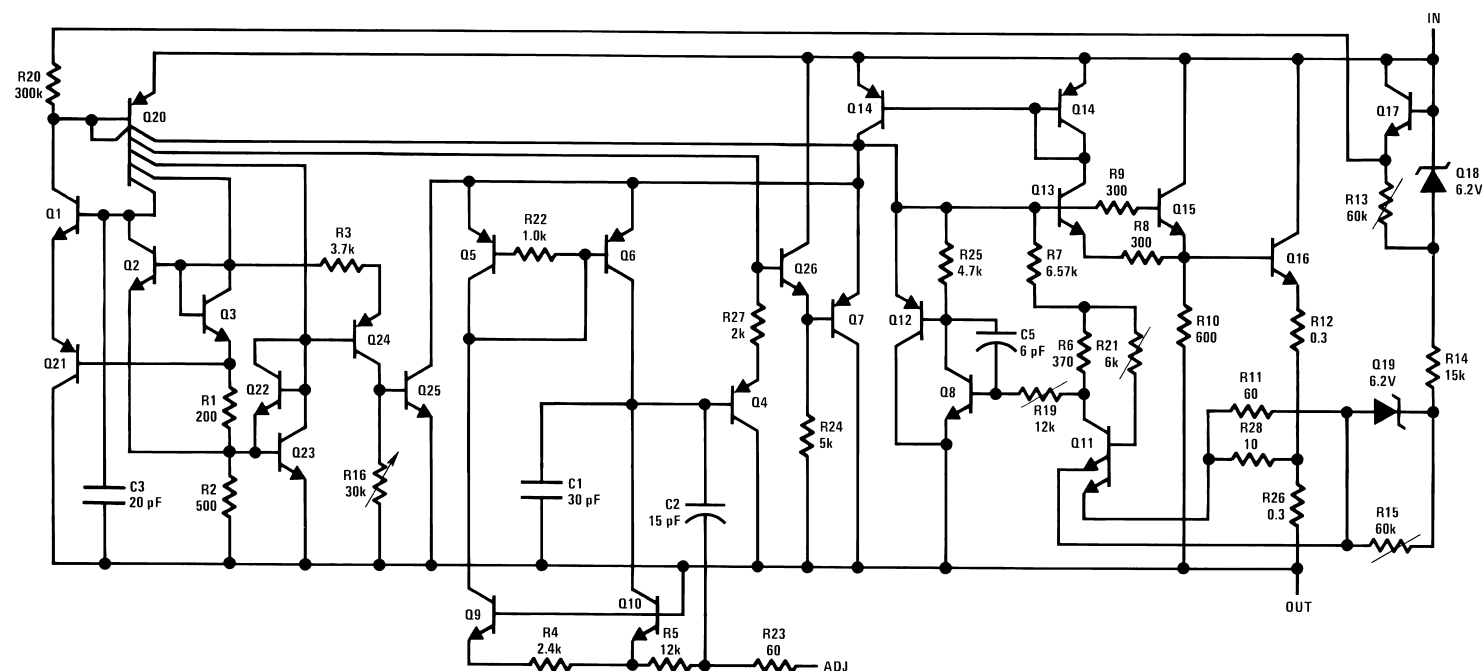 IN
R20
300k
Q20
Q14
Q14
Q17
Q18
6.2V
R13
60k
Q1
R22
1.0k
Q13
R9
300
Q15
R8
300
R3
3.7k
Q2
Q5
Q6
Q26
R25
4.7k
R7
6.57k
Q16
Q3
R27
2k
Q7
Q12
C5
6 pF
R6
370
R21
6k
R10
600
R12
0.3
Q24
Q21
Q22
Q25
R1
200
Q4
Q8
R19
12k
R14
15k
Q19
6.2V
R11
60
R28
10
Q11
R24
5k
Q23
R16
30k
C3
20 pF
R2
500
C1
30 pF
C2
15 pF
R26
0.3
R15
60k
Q9
Q10
OUT
R4
2.4k
R5
12k
R23
60
ADJ